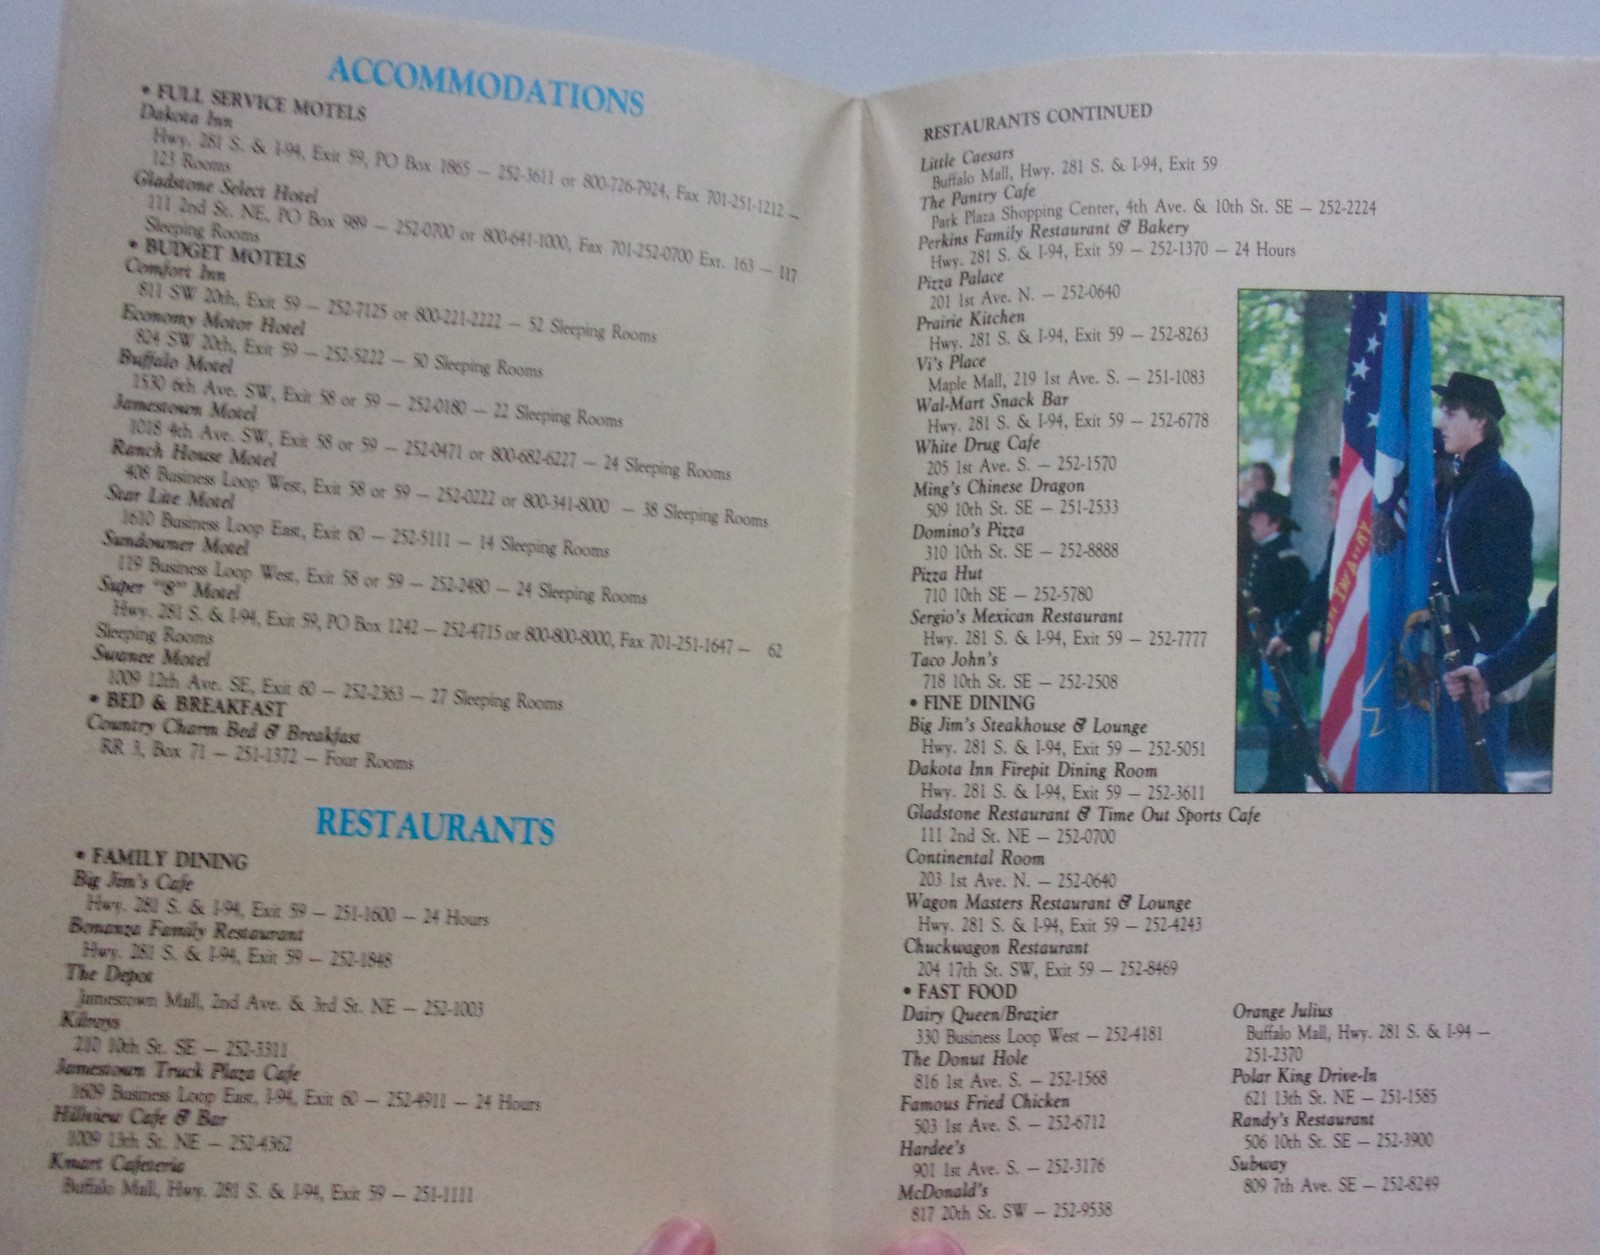 ACCOMMODATIONS
• FULL SERVICE MOTELS
Dakota Inn
Hwy. 281 S. & I-94, Exit 59, PO Box 1865 — 252-3611 or 800-726-7924, Fax 701-251-1212 —
123 Rooms
Gladstone Select Hotel
111 2nd St. NE, PO Box 989 — 252-0700 or 800-641-1000, Fax 701-252-0700 Ext. 163 — 117
Sleeping Rooms
• BUDGET MOTELS
Comfort Inn
811 SW 20th, Exit 59 — 252-7125 or 800-221-2222 — 52 Sleeping Rooms
Economy Motor Hotel
824 SW 20th, Exit 59 — 252-5222 — 50 Sleeping Rooms
Buffalo Motel
1530 6th Ave. SW, Exit 58 or 59 — 252-0180 — 22 Sleeping Rooms
Jamestown Motel
1018 4th Ave. SW, Exit 58 or 59 — 252-0471 or 800-682-6227 — 24 Sleeping Rooms
Ranch House Motel
408 Business Loop West, Exit 58 or 59 — 252-0222 or 800-341-8000 — 38 Sleeping Rooms
Star Lite Motel
1610 Business Loop East, Exit 60 — 252-5111 — 14 Sleeping Rooms
Sundowner Motel
129 Business Loop West, Exit 58 or 59 — 252-2480 — 24 Sleeping Rooms
Super "8" Motel
Hwy. 281 S. & I-94, Exit 59, PO Box 1242 — 252-4715 or 800-800-8000, Fax 701-251-1647 — 62
Sleeping Rooms
Swanee Motel
1009 12th Ave. SE, Exit 60 — 252-2363 — 27 Sleeping Rooms
• BED & BREAKFAST
Country Charm Bed & Breakfast
RR 3, Box 71 — 251-1372 — Four Rooms
RESTAURANTS
• FAMILY DINING
Big Jim's Cafe
Hwy. 281 S. & I-94, Exit 59 — 251-1600 — 24 Hours
Bonanza Family Restaurant
Hwy. 281 S. & I-94, Exit 59 — 252-1848
The Depot
Jamestown Mall, 2nd Ave. & 3rd St. NE — 252-1003
Kilroys
210 10th St. SE — 252-3311
Jamestown Truck Plaza Cafe
1609 Business Loop East, I-94, Exit 60 — 252-4911 — 24 Hours
Hillview Cafe & Bar
1009 13th St. NE — 252-4362
Kmart Cafeteria
Buffalo Mall, Hwy. 281 S. & I-94, Exit 59 — 251-1111
RESTAURANTS CONTINUED
Little Caesars
Buffalo Mall, Hwy. 281 S. & I-94, Exit 59
The Pantry Cafe
Park Plaza Shopping Center, 4th Ave. & 10th St. SE — 252-2224
Perkins Family Restaurant & Bakery
Hwy. 281 S. & I-94, Exit 59 — 252-1370 — 24 Hours
Pizza Palace
201 1st Ave. N. — 252-0640
Prairie Kitchen
Hwy. 281 S. & I-94, Exit 59 — 252-8263
Vi's Place
Maple Mall, 219 1st Ave. S. — 251-1083
Wal-Mart Snack Bar
Hwy. 281 S. & I-94, Exit 59 — 252-6778
White Drug Cafe
205 1st Ave. S. — 252-1570
Ming's Chinese Dragon
509 10th St. SE — 251-2533
Domino's Pizza
310 10th St. SE — 252-8888
Pizza Hut
710 10th SE — 252-5780
Sergio's Mexican Restaurant
Hwy. 281 S. & I-94, Exit 59 — 252-7777
Taco John's
718 10th St. SE — 252-2508
• FINE DINING
Big Jim's Steakhouse & Lounge
Hwy. 281 S. & I-94, Exit 59 — 252-5051
Dakota Inn Firepit Dining Room
Hwy. 281 S. & I-94, Exit 59 — 252-3611
Gladstone Restaurant & Time Out Sports Cafe
111 2nd St. NE — 252-0700
Continental Room
203 1st Ave. N. — 252-0640
Wagon Masters Restaurant & Lounge
Hwy. 281 S. & I-94, Exit 59 — 252-4243
Chuckwagon Restaurant
204 17th St. SW, Exit 59 — 252-8469
• FAST FOOD
Dairy Queen/Brazier
330 Business Loop West — 252-4181
The Donut Hole
816 1st Ave. S. — 252-1568
Famous Fried Chicken
503 1st Ave. S. — 252-6712
Hardee's
901 1st Ave. S. — 252-3176
McDonald's
817 20th St. SW — 252-9538
Orange Julius
Buffalo Mall, Hwy. 281 S. & I-94 —
251-2370
Polar King Drive-In
621 13th St. NE — 251-1585
Randy's Restaurant
506 10th St. SE — 252-3900
Subway
809 7th Ave. SE — 252-8249